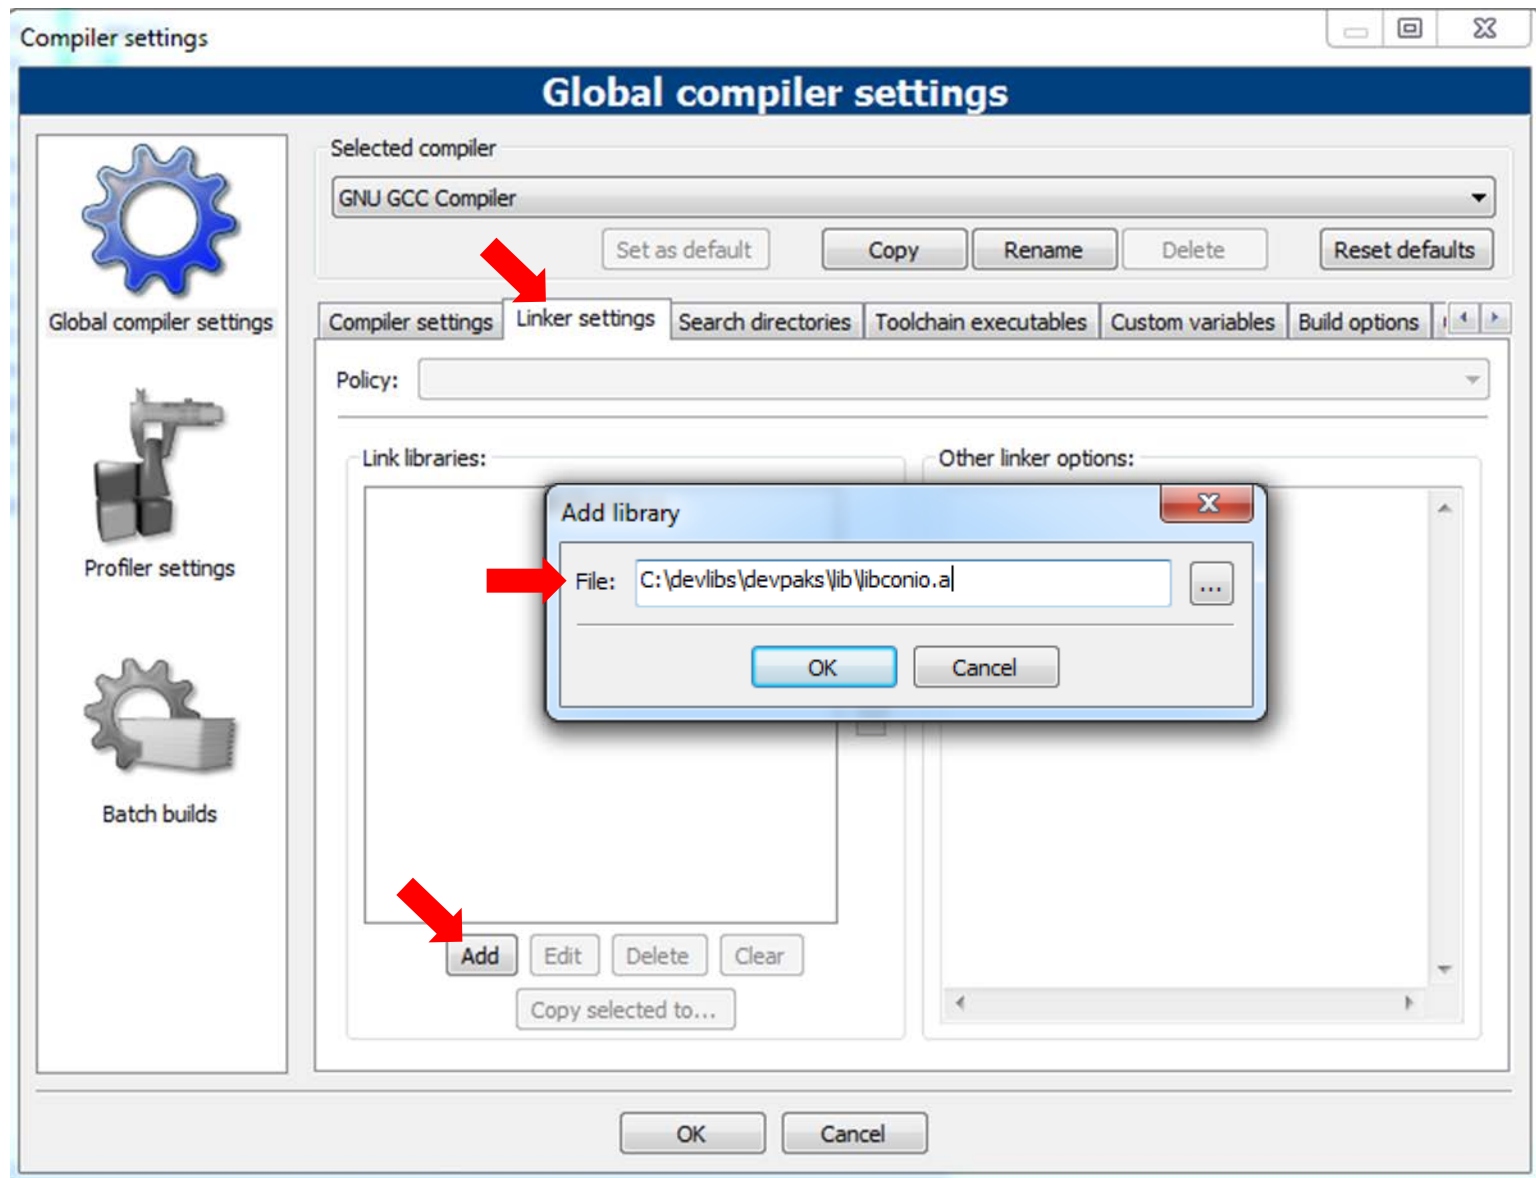 Compiler settings
Global compiler settings
Global compiler settings
Profiler settings
Batch builds
Selected compiler
GNU GCC Compiler
Set as default Copy Rename Delete Reset defaults
Compiler settings Linker settings Search directories Toolchain executables Custom variables Build options
Policy:
Link libraries:
Other linker options:
Add library
File: C:\devlibs\devpaks\lib\libconio.a ...
OK Cancel
Add Edit Delete Clear
Copy selected to...
OK Cancel